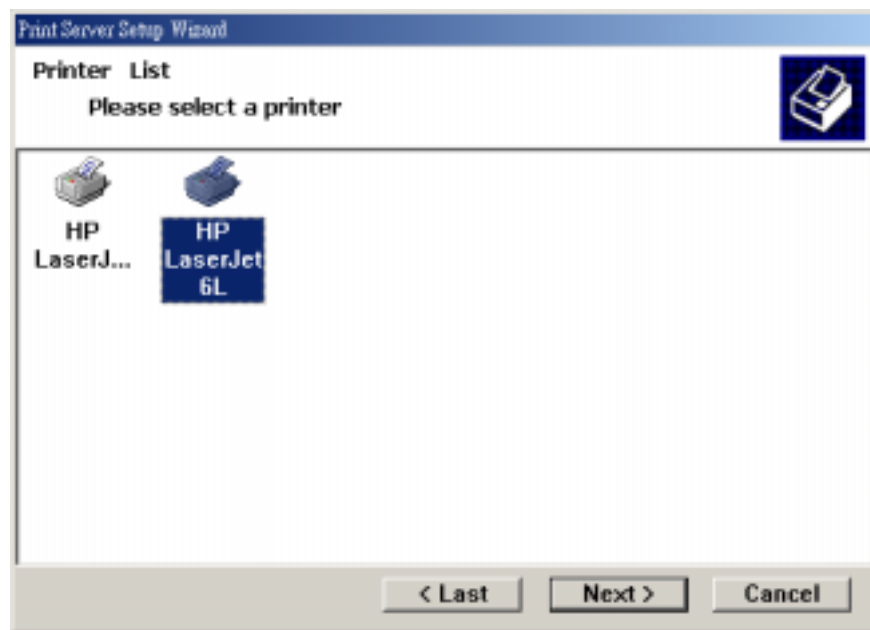 Print Server Setup Wizard
Printer List
Please select a printer
HP
LaserJ...
HP
LaserJet
6L
< Last
Next >
Cancel